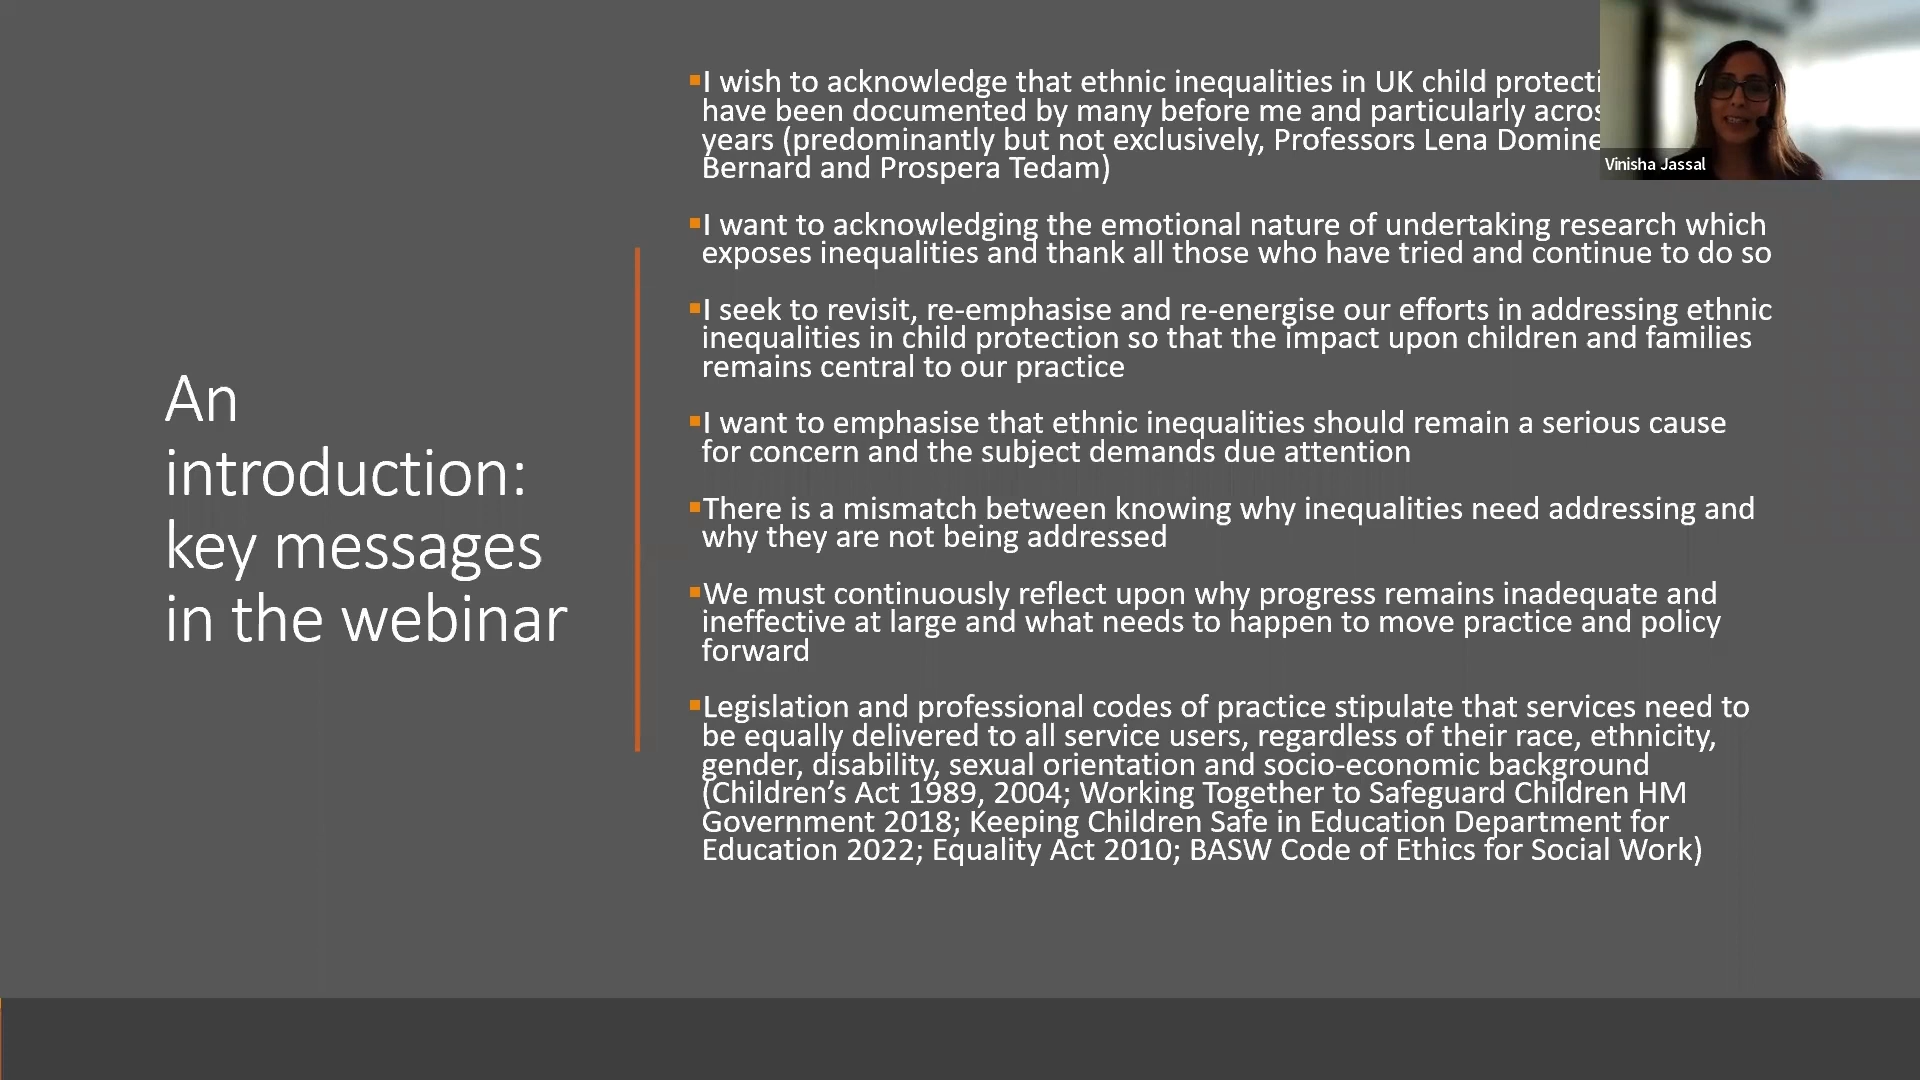 An
introduction:
key messages
in the webinar
I wish to acknowledge that ethnic inequalities in UK child
have been documented by many before me and particularly
years (predominantly but not exclusively, Professors Lena
Bernard and Prospera Tedam)
I want to acknowledging the emotional nature of undertaking research which
exposes inequalities and thank all those who have tried and continue to do so
I seek to revisit, re-emphasise and re-energise our efforts in addressing ethnic
inequalities in child protection so that the impact upon children and families
remains central to our practice
I want to emphasise that ethnic inequalities should remain a serious cause
for concern and the subject demands due attention
There is a mismatch between knowing why inequalities need addressing and
why they are not being addressed
We must continuously reflect upon why progress remains inadequate and
ineffective at large and what needs to happen to move practice and policy
forward
Legislation and professional codes of practice stipulate that services need to
be equally delivered to all service users, regardless of their race, ethnicity,
gender, disability, sexual orientation and socio-economic background
(Children’s Act 1989, 2004; Working Together to Safeguard Children HM
Government 2018; Keeping Children Safe in Education Department for
Education 2022; Equality Act 2010; BASW Code of Ethics for Social Work)
Vinisha Jassal